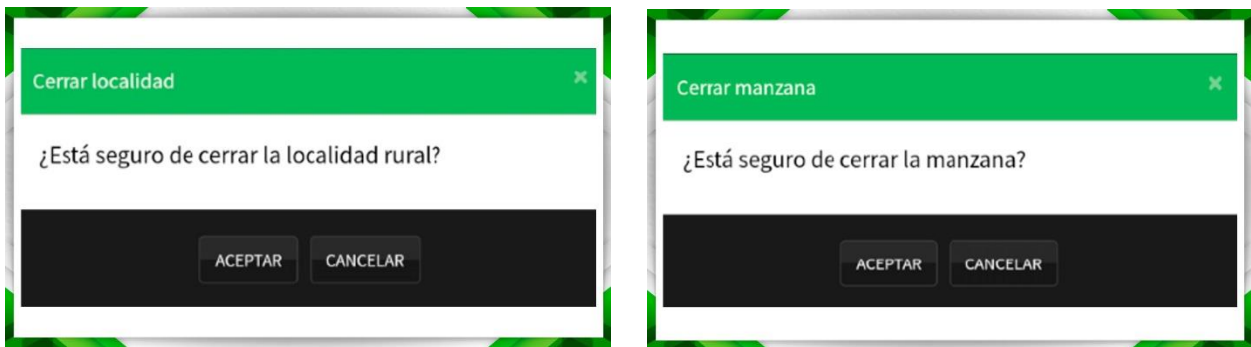 Cerrar localidad
×
¿Está seguro de cerrar la localidad rural?
ACEPTAR CANCELAR
Cerrar manzana
×
¿Está seguro de cerrar la manzana?
ACEPTAR CANCELAR